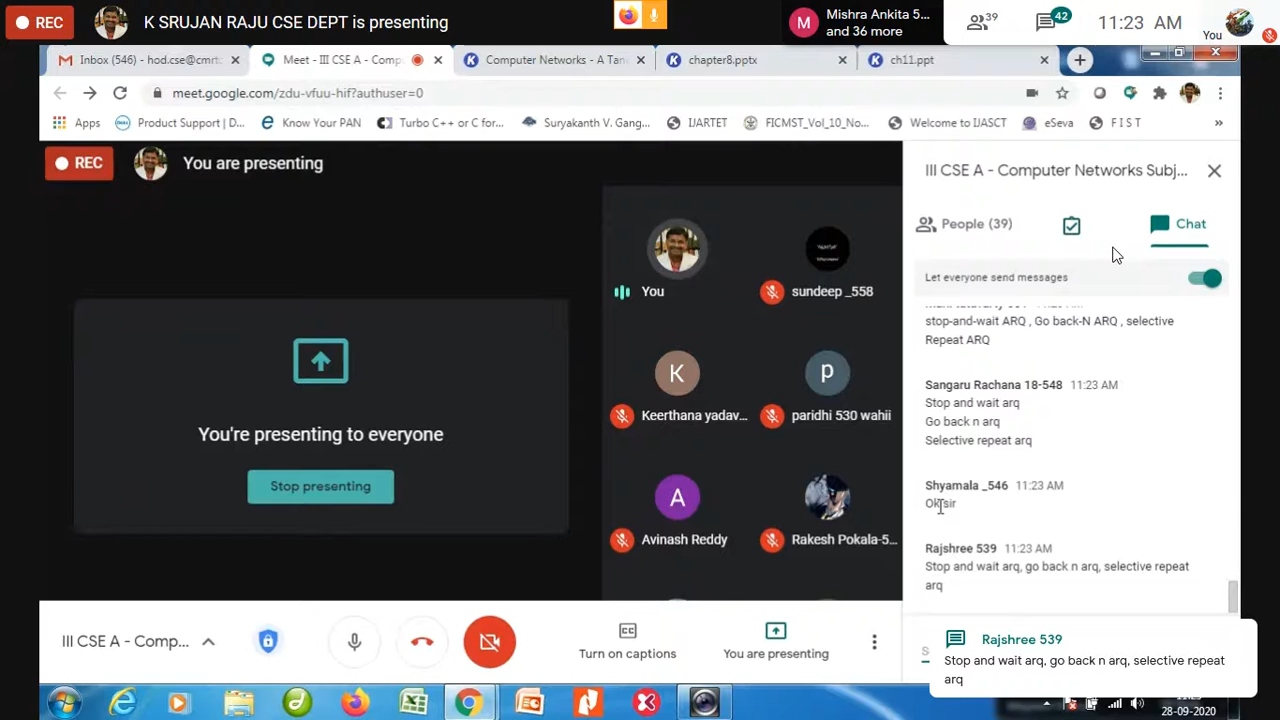 REC
K SRUJAN RAJU CSE DEPT is presenting
M
Mishra Ankita 5...
and 36 more
39
42
11:23 AM
You
Inbox (546) - hod.cse@cmrtc
Meet - III CSE A - Comp
Computer Networks - A Tan
chapter8.pptx
ch11.ppt
meet.google.com/zdu-vfuu-hif?authuser=0
Apps
Product Support | D...
Know Your PAN
Turbo C++ or C for...
Suryakanth V. Gang...
IJARTET
FICMST_Vol_10_No...
Welcome to IJASCT
eSeva
F I S T
»
REC
You are presenting
You're presenting to everyone
Stop presenting
You
sundeep _558
K
Keerthana yadav...
p
paridhi 530 wahii
A
Avinash Reddy
Rakesh Pokala-5...
III CSE A - Computer Networks Subj...
People (39)
Chat
Let everyone send messages
stop-and-wait ARQ , Go back-N ARQ , selective
Repeat ARQ
Sangaru Rachana 18-548 11:23 AM
Stop and wait arq
Go back n arq
Selective repeat arq
Shyamala _546 11:23 AM
Ok sir
Rajshree 539 11:23 AM
Stop and wait arq, go back n arq, selective repeat
arq
III CSE A - Comp...
Turn on captions
You are presenting
Rajshree 539
Stop and wait arq, go back n arq, selective repeat
arq
28-09-2020